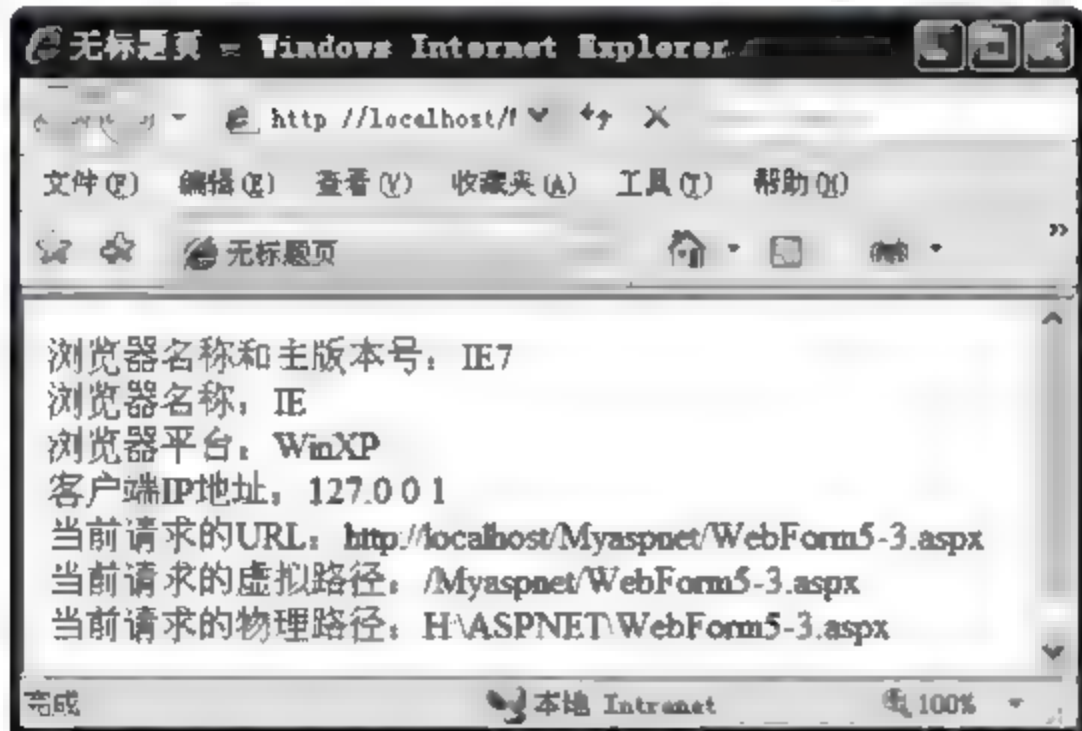 无标题页 - Windows Internet Explorer
http //localhost/
文件(F) 编辑(E) 查看(V) 收藏夹(A) 工具(T) 帮助(H)
无标题页
»
浏览器名称和主版本号：IE7
浏览器名称：IE
浏览器平台：WinXP
客户端IP地址：127.0 0 1
当前请求的URL：http://localhost/Myaspnet/WebForm5-3.aspx
当前请求的虚拟路径：/Myaspnet/WebForm5-3.aspx
当前请求的物理路径：H:\ASPNET\WebForm5-3.aspx
完成 本地 Intranet 100%